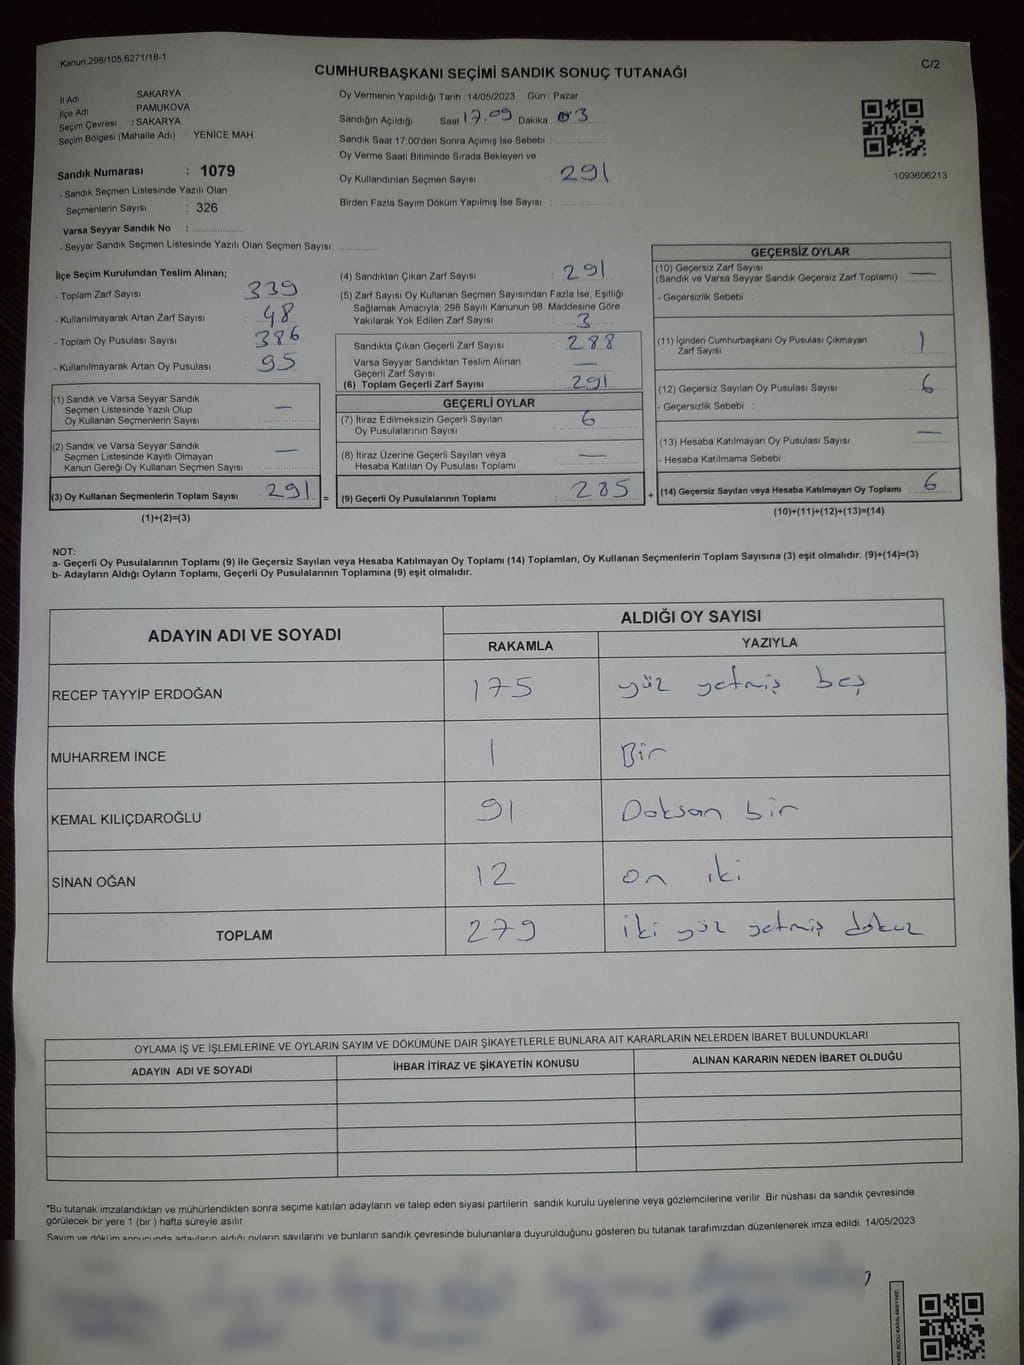 Kanun,298/105,6271/18-1
C/2
CUMHURBAŞKANI SEÇİMİ SANDIK SONUÇ TUTANAĞI
İl Adı SAKARYA
İlçe Adı PAMUKOVA
Seçim Çevresi : SAKARYA
Seçim Bölgesi (Mahalle Adı) : YENİCE MAH.
Sandık Numarası : 1079
- Sandık Seçmen Listesinde Yazılı Olan
Seçmenlerin Sayısı : 326
Varsa Seyyar Sandık No :
- Seyyar Sandık Seçmen Listesinde Yazılı Olan Seçmen Sayısı:
Oy Vermenin Yapıldığı Tarih : 14/05/2023 Gün : Pazar
Sandığın Açıldığı Saat 17.09 Dakika : 03
Sandık Saat 17:00'den Sonra Açımış İse Sebebi :
Oy Verme Saati Bitiminde Sırada Bekleyen ve
Oy Kullandırılan Seçmen Sayısı : 291
Birden Fazla Sayım Döküm Yapılmış İse Sayısı :
1093606213
İlçe Seçim Kurulundan Teslim Alınan;
- Toplam Zarf Sayısı : 339
- Kullanılmayarak Artan Zarf Sayısı : 48
- Toplam Oy Pusulası Sayısı : 386
- Kullanılmayarak Artan Oy Pusulası : 95
(1) Sandık ve Varsa Seyyar Sandık
Seçmen Listesinde Yazılı Olup
Oy Kullanan Seçmenlerin Sayısı : —
(2) Sandık ve Varsa Seyyar Sandık
Seçmen Listesinde Kayıtlı Olmayan
Kanun Gereği Oy Kullanan Seçmen Sayısı : —
(3) Oy Kullanan Seçmenlerin Toplam Sayısı : 291 =
(1)+(2)=(3)
(4) Sandıktan Çıkan Zarf Sayısı : 291
(5) Zarf Sayısı Oy Kullanan Seçmen Sayısından Fazla İse, Eşitliği
Sağlamak Amacıyla, 298 Sayılı Kanunun 98. Maddesine Göre
Yakılarak Yok Edilen Zarf Sayısı : 3
Sandıkta Çıkan Geçerli Zarf Sayısı : 288
Varsa Seyyar Sandıktan Teslim Alınan
Geçerli Zarf Sayısı : —
(6) Toplam Geçerli Zarf Sayısı : 291
GEÇERLİ OYLAR
(7) İtiraz Edilmeksizin Geçerli Sayılan
Oy Pusulalarının Sayısı : 6
(8) İtiraz Üzerine Geçerli Sayılan veya
Hesaba Katılan Oy Pusulası Toplamı : —
(9) Geçerli Oy Pusulalarının Toplamı : 285 +
GEÇERSİZ OYLAR
(10) Geçersiz Zarf Sayısı
(Sandık ve Varsa Seyyar Sandık Geçersiz Zarf Toplamı) : —
- Geçersizlik Sebebi :
(11) İçinden Cumhurbaşkanı Oy Pusulası Çıkmayan
Zarf Sayısı : 1
(12) Geçersiz Sayılan Oy Pusulası Sayısı : 6
- Geçersizlik Sebebi :
(13) Hesaba Katılmayan Oy Pusulası Sayısı : —
- Hesaba Katılmama Sebebi :
(14) Geçersiz Sayılan veya Hesaba Katılmayan Oy Toplamı : 6
(10)+(11)+(12)+(13)=(14)
NOT:
a- Geçerli Oy Pusulalarının Toplamı (9) ile Geçersiz Sayılan veya Hesaba Katılmayan Oy Toplamı (14) Toplamları, Oy Kullanan Seçmenlerin Toplam Sayısına (3) eşit olmalıdır. (9)+(14)=(3)
b- Adayların Aldığı Oyların Toplamı, Geçerli Oy Pusulalarının Toplamına (9) eşit olmalıdır.
ADAYIN ADI VE SOYADI ALDIĞI OY SAYISI
RAKAMLA YAZIYLA
RECEP TAYYİP ERDOĞAN 175 yüz yetmiş beş
MUHARREM İNCE 1 Bir
KEMAL KILIÇDAROĞLU 91 Doksan bir
SİNAN OĞAN 12 on iki
TOPLAM 279 iki yüz yetmiş dokuz
OYLAMA İŞ VE İŞLEMLERİNE VE OYLARIN SAYIM VE DÖKÜMÜNE DAİR ŞİKAYETLERLE BUNLARA AİT KARARLARIN NELERDEN İBARET BULUNDUKLARI
ADAYIN ADI VE SOYADI İHBAR İTİRAZ VE ŞİKAYETİN KONUSU ALINAN KARARIN NEDEN İBARET OLDUĞU
*Bu tutanak imzalandıktan ve mühürlendikten sonra seçime katılan adayların ve talep eden siyasi partilerin sandık kurulu üyelerine veya gözlemcilerine verilir. Bir nüshası da sandık çevresinde
görülecek bir yere 1 (bir ) hafta süreyle asılır.
Sayım ve döküm sonucunda adayların aldığı oyların sayılarını ve bunların sandık çevresinde bulunanlara duyurulduğunu gösteren bu tutanak tarafımızdan düzenlenerek imza edildi. 14/05/2023